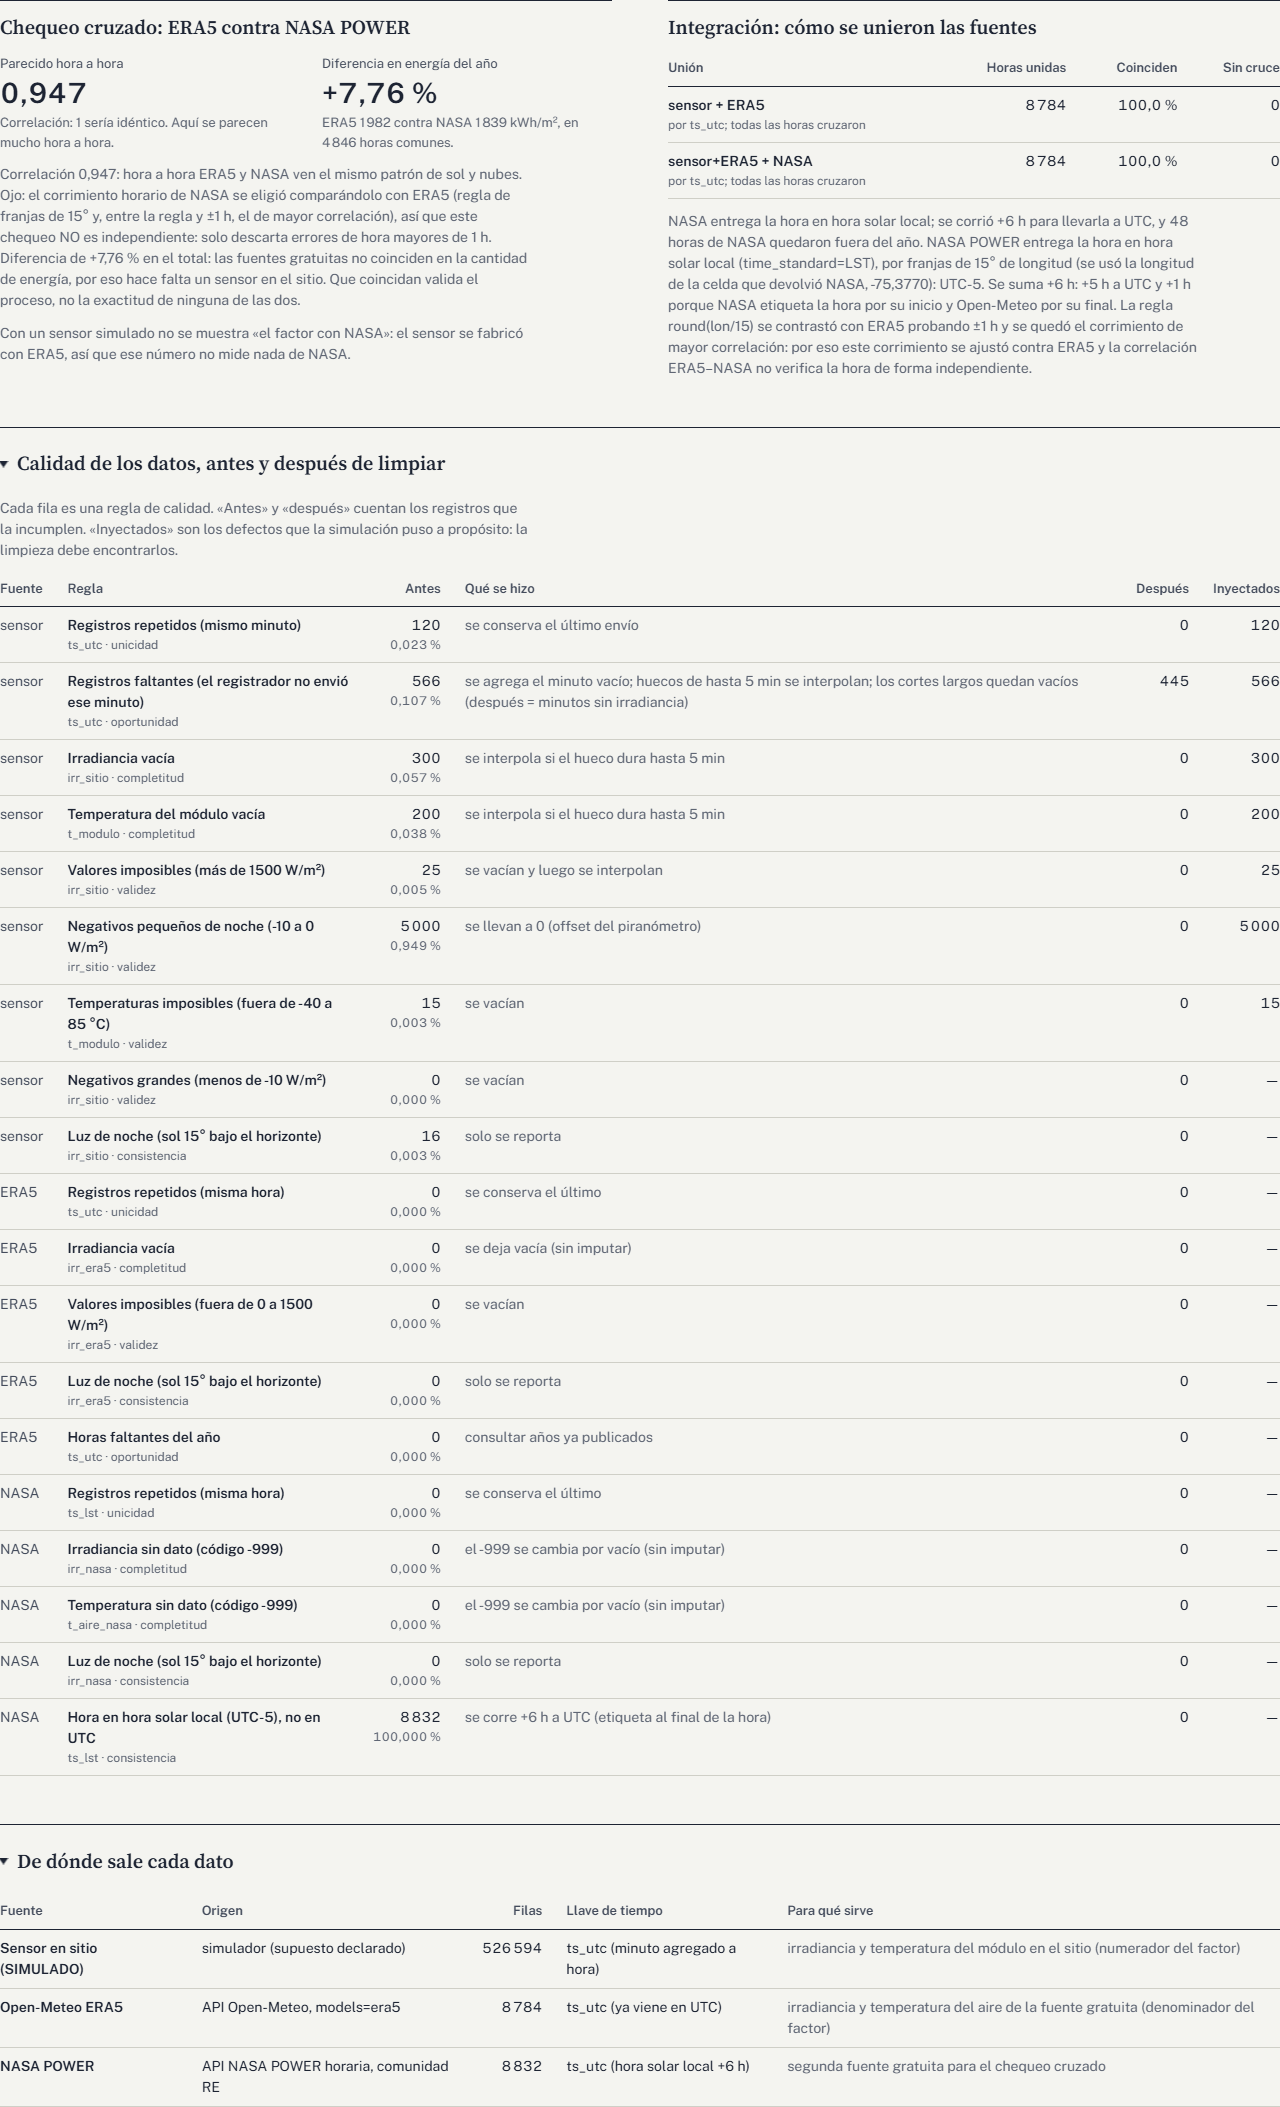 Chequeo cruzado: ERA5 contra NASA POWER
Parecido hora a hora
0,947
Correlación: 1 sería idéntico. Aquí se parecen
mucho hora a hora.
Diferencia en energía del año
+7,76 %
ERA5 1982 contra NASA 1839 kWh/m², en
4 846 horas comunes.
Correlación 0,947: hora a hora ERA5 y NASA ven el mismo patrón de sol y nubes.
Ojo: el corrimiento horario de NASA se eligió comparándolo con ERA5 (regla de
franjas de 15° y, entre la regla y ±1 h, el de mayor correlación), así que este
chequeo NO es independiente: solo descarta errores de hora mayores de 1 h.
Diferencia de +7,76 % en el total: las fuentes gratuitas no coinciden en la cantidad
de energía, por eso hace falta un sensor en el sitio. Que coincidan valida el
proceso, no la exactitud de ninguna de las dos.
Con un sensor simulado no se muestra «el factor con NASA»: el sensor se fabricó
con ERA5, así que ese número no mide nada de NASA.
Integración: cómo se unieron las fuentes
Unión Horas unidas Coinciden Sin cruce
sensor + ERA5 8 784 100,0 % 0
por ts_utc; todas las horas cruzaron
sensor+ERA5 + NASA 8 784 100,0 % 0
por ts_utc; todas las horas cruzaron
NASA entrega la hora en hora solar local; se corrió +6 h para llevarla a UTC, y 48
horas de NASA quedaron fuera del año. NASA POWER entrega la hora en hora
solar local (time_standard=LST), por franjas de 15° de longitud (se usó la longitud
de la celda que devolvió NASA, -75,3770): UTC-5. Se suma +6 h: +5 h a UTC y +1 h
porque NASA etiqueta la hora por su inicio y Open-Meteo por su final. La regla
round(lon/15) se contrastó con ERA5 probando ±1 h y se quedó el corrimiento de
mayor correlación: por eso este corrimiento se ajustó contra ERA5 y la correlación
ERA5–NASA no verifica la hora de forma independiente.
▼ Calidad de los datos, antes y después de limpiar
Cada fila es una regla de calidad. «Antes» y «después» cuentan los registros que
la incumplen. «Inyectados» son los defectos que la simulación puso a propósito: la
limpieza debe encontrarlos.
Fuente Regla Antes Qué se hizo Después Inyectados
sensor Registros repetidos (mismo minuto) 120 se conserva el último envío 0 120
ts_utc · unicidad 0,023 %
sensor Registros faltantes (el registrador no envió 566 se agrega el minuto vacío; huecos de hasta 5 min se interpolan; los cortes largos quedan vacíos 445 566
ese minuto) 0,107 % (después = minutos sin irradiancia)
ts_utc · oportunidad
sensor Irradiancia vacía 300 se interpola si el hueco dura hasta 5 min 0 300
irr_sitio · completitud 0,057 %
sensor Temperatura del módulo vacía 200 se interpola si el hueco dura hasta 5 min 0 200
t_modulo · completitud 0,038 %
sensor Valores imposibles (más de 1500 W/m²) 25 se vacían y luego se interpolan 0 25
irr_sitio · validez 0,005 %
sensor Negativos pequeños de noche (-10 a 0 5 000 se llevan a 0 (offset del piranómetro) 0 5 000
W/m²) 0,949 %
irr_sitio · validez
sensor Temperaturas imposibles (fuera de -40 a 15 se vacían 0 15
85 °C) 0,003 %
t_modulo · validez
sensor Negativos grandes (menos de -10 W/m²) 0 se vacían 0 —
irr_sitio · validez 0,000 %
sensor Luz de noche (sol 15° bajo el horizonte) 16 solo se reporta 0 —
irr_sitio · consistencia 0,003 %
ERA5 Registros repetidos (misma hora) 0 se conserva el último 0 —
ts_utc · unicidad 0,000 %
ERA5 Irradiancia vacía 0 se deja vacía (sin imputar) 0 —
irr_era5 · completitud 0,000 %
ERA5 Valores imposibles (fuera de 0 a 1500 0 se vacían 0 —
W/m²) 0,000 %
irr_era5 · validez
ERA5 Luz de noche (sol 15° bajo el horizonte) 0 solo se reporta 0 —
irr_era5 · consistencia 0,000 %
ERA5 Horas faltantes del año 0 consultar años ya publicados 0 —
ts_utc · oportunidad 0,000 %
NASA Registros repetidos (misma hora) 0 se conserva el último 0 —
ts_lst · unicidad 0,000 %
NASA Irradiancia sin dato (código -999) 0 el -999 se cambia por vacío (sin imputar) 0 —
irr_nasa · completitud 0,000 %
NASA Temperatura sin dato (código -999) 0 el -999 se cambia por vacío (sin imputar) 0 —
t_aire_nasa · completitud 0,000 %
NASA Luz de noche (sol 15° bajo el horizonte) 0 solo se reporta 0 —
irr_nasa · consistencia 0,000 %
NASA Hora en hora solar local (UTC-5), no en 8 832 se corre +6 h a UTC (etiqueta al final de la hora) 0 —
UTC 100,000 %
ts_lst · consistencia
▼ De dónde sale cada dato
Fuente Origen Filas Llave de tiempo Para qué sirve
Sensor en sitio simulador (supuesto declarado) 526 594 ts_utc (minuto agregado a irradiancia y temperatura del módulo en el sitio (numerador del factor)
(SIMULADO) hora)
Open-Meteo ERA5 API Open-Meteo, models=era5 8 784 ts_utc (ya viene en UTC) irradiancia y temperatura del aire de la fuente gratuita (denominador del
factor)
NASA POWER API NASA POWER horaria, comunidad 8 832 ts_utc (hora solar local +6 h) segunda fuente gratuita para el chequeo cruzado
RE